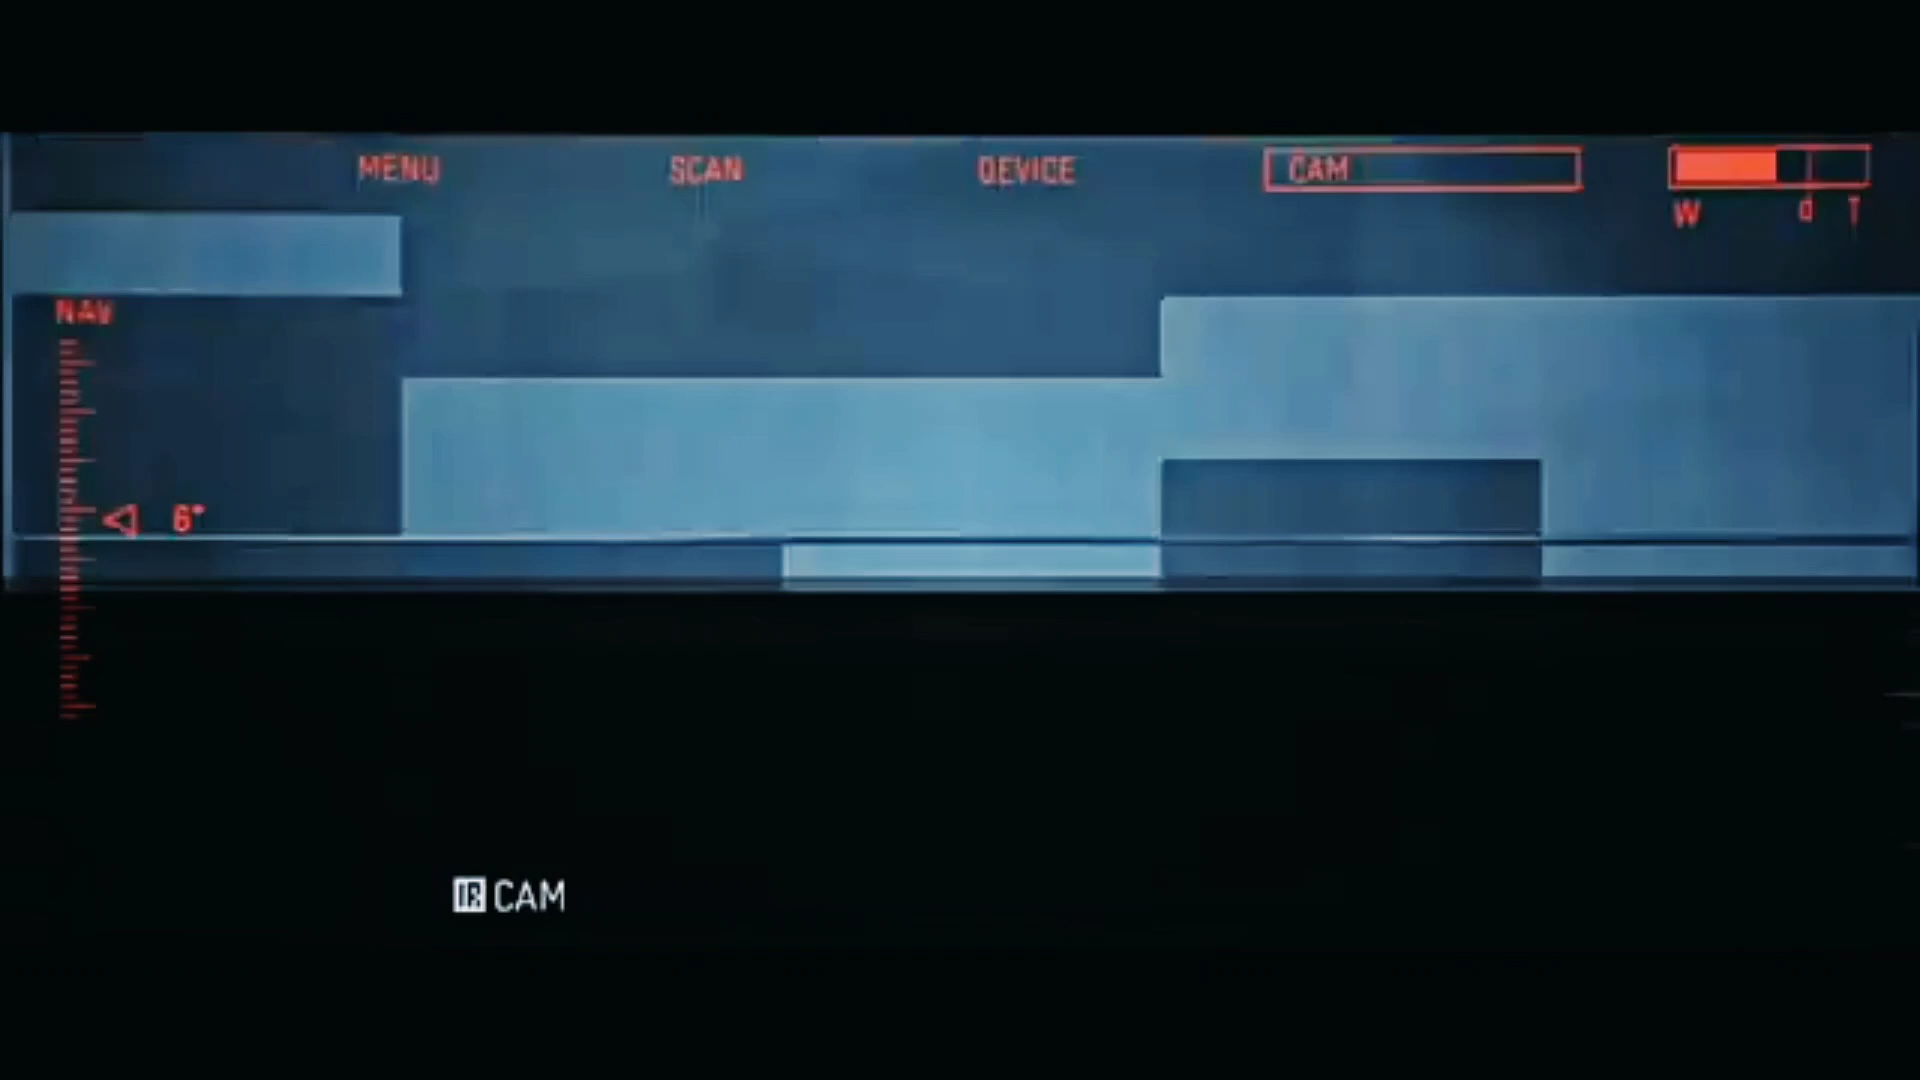 MENU SCAN DEVICE CAM
W d T
NAV
6°
IR CAM